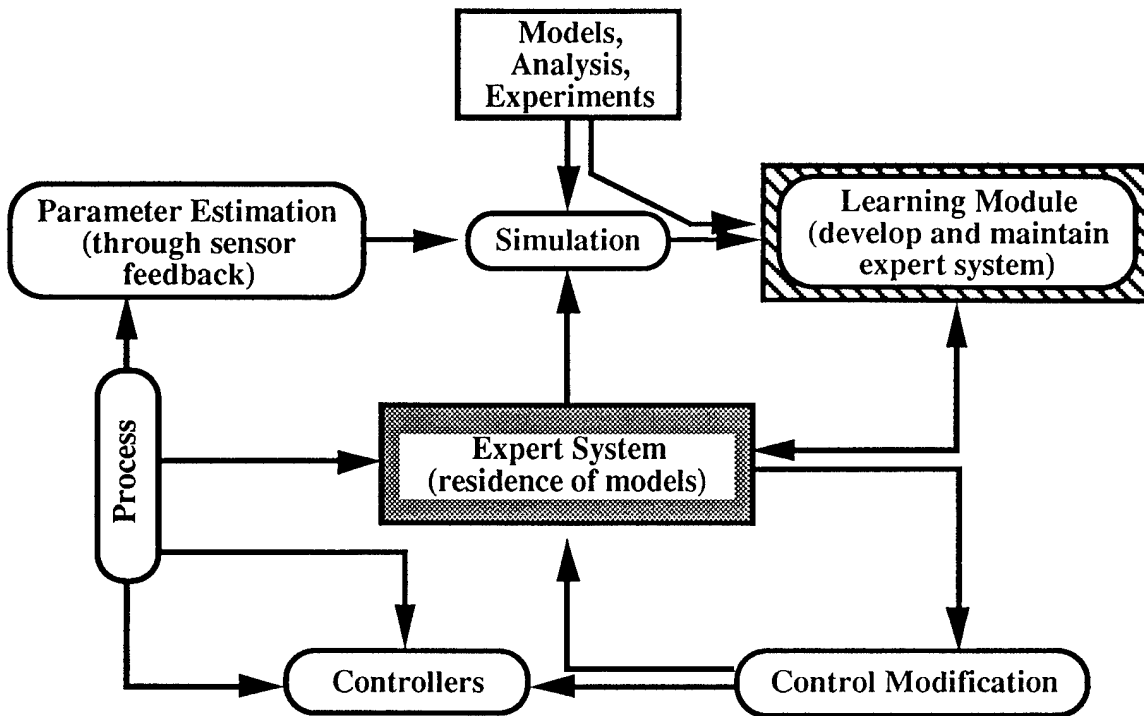 Models,
Analysis,
Experiments
Parameter Estimation
(through sensor
feedback)
Simulation
Learning Module
(develop and maintain
expert system)
Process
Expert System
(residence of models)
Controllers
Control Modification